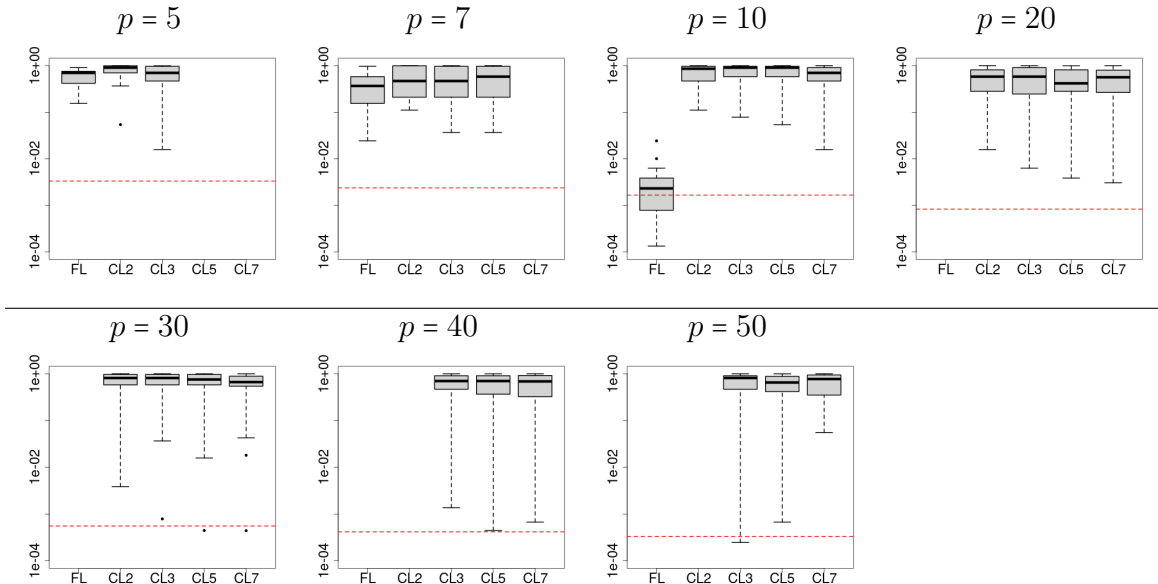 p = 5 p = 7 p = 10 p = 20
1e+00 1e+00 1e+00 1e+00
1e-02 1e-02 1e-02 1e-02
1e-04 1e-04 1e-04 1e-04
FL CL2 CL3 CL5 CL7 FL CL2 CL3 CL5 CL7 FL CL2 CL3 CL5 CL7 FL CL2 CL3 CL5 CL7
p = 30 p = 40 p = 50
1e+00 1e+00 1e+00
1e-02 1e-02 1e-02
1e-04 1e-04 1e-04
FL CL2 CL3 CL5 CL7 FL CL2 CL3 CL5 CL7 FL CL2 CL3 CL5 CL7